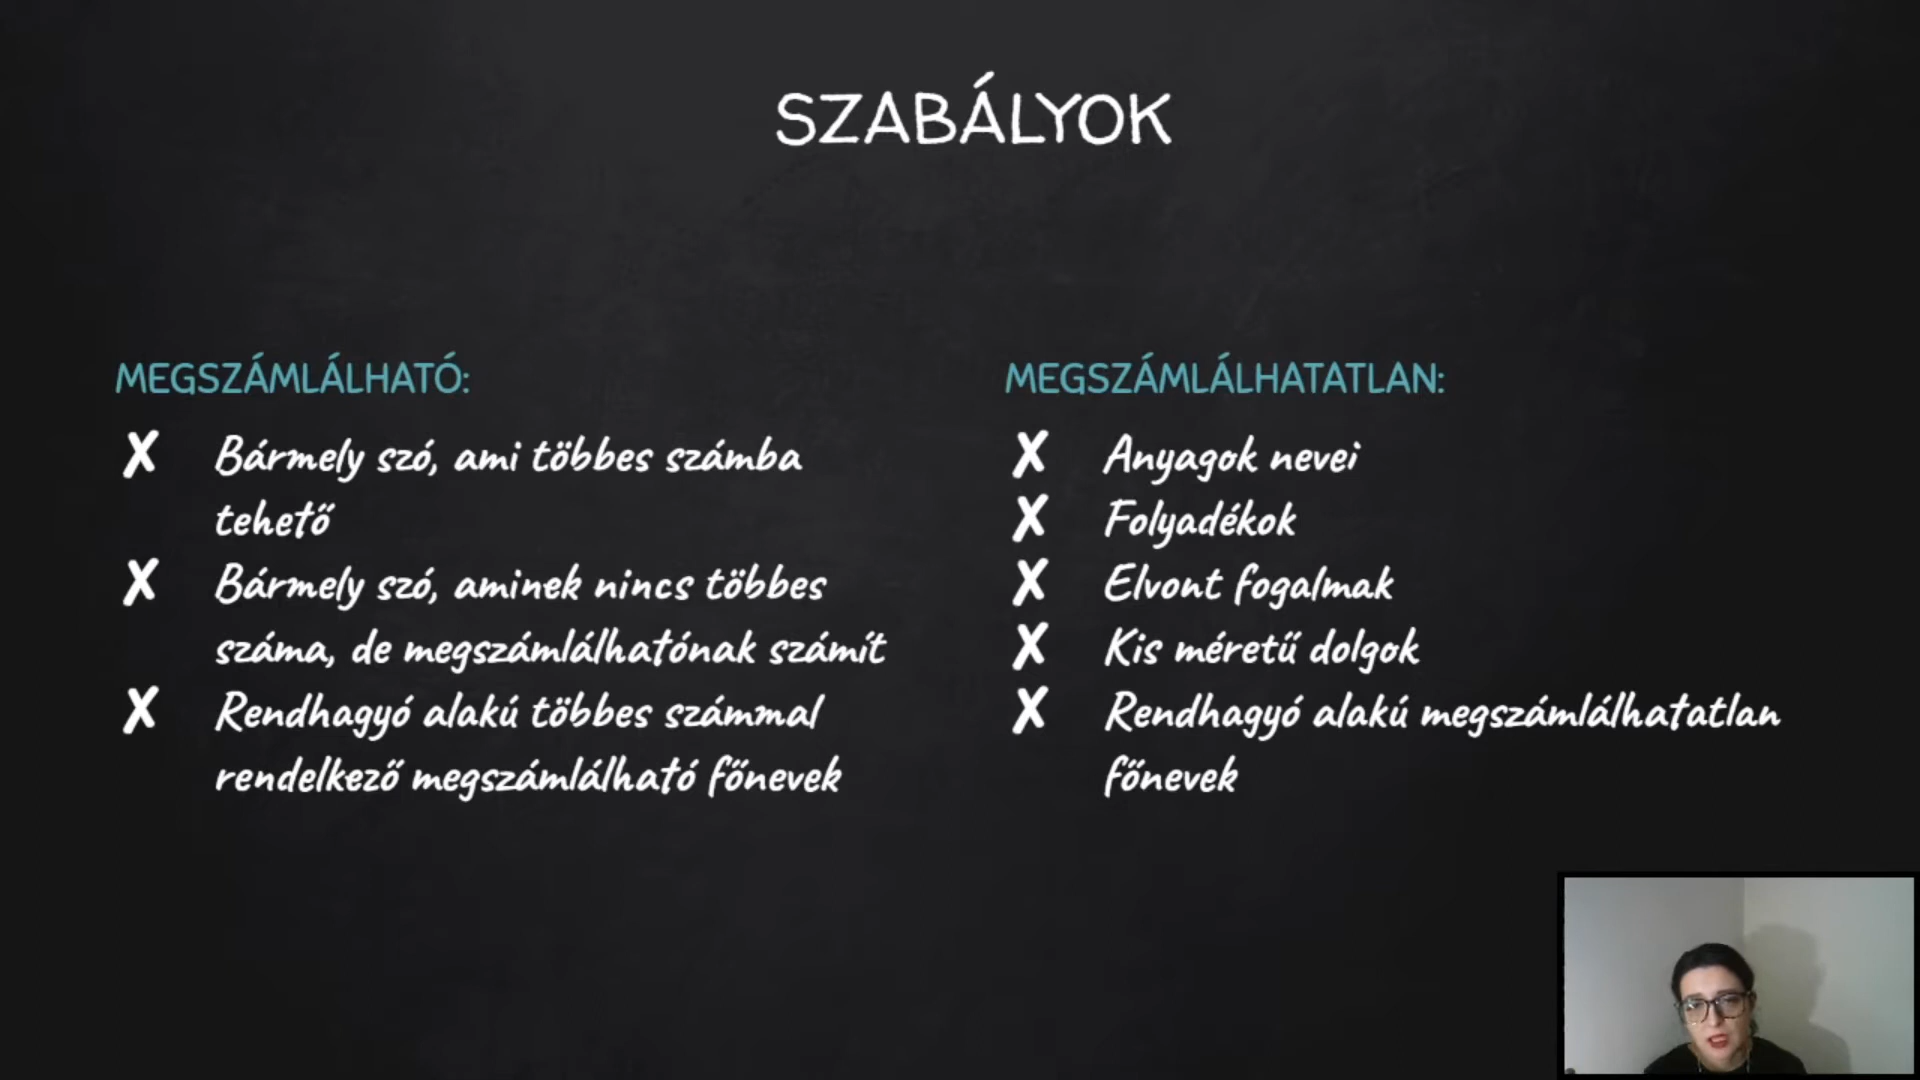 SZABÁLYOK
MEGSZÁMLÁLHATÓ:
✗ Bármely szó, ami többes számba
tehető
✗ Bármely szó, aminek nincs többes
száma, de megszámlálhatónak számít
✗ Rendhagyó alakú többes számmal
rendelkező megszámlálható főnevek
MEGSZÁMLÁLHATATLAN:
✗ Anyagok nevei
✗ Folyadékok
✗ Elvont fogalmak
✗ Kis méretű dolgok
✗ Rendhagyó alakú megszámlálhatatlan
főnevek